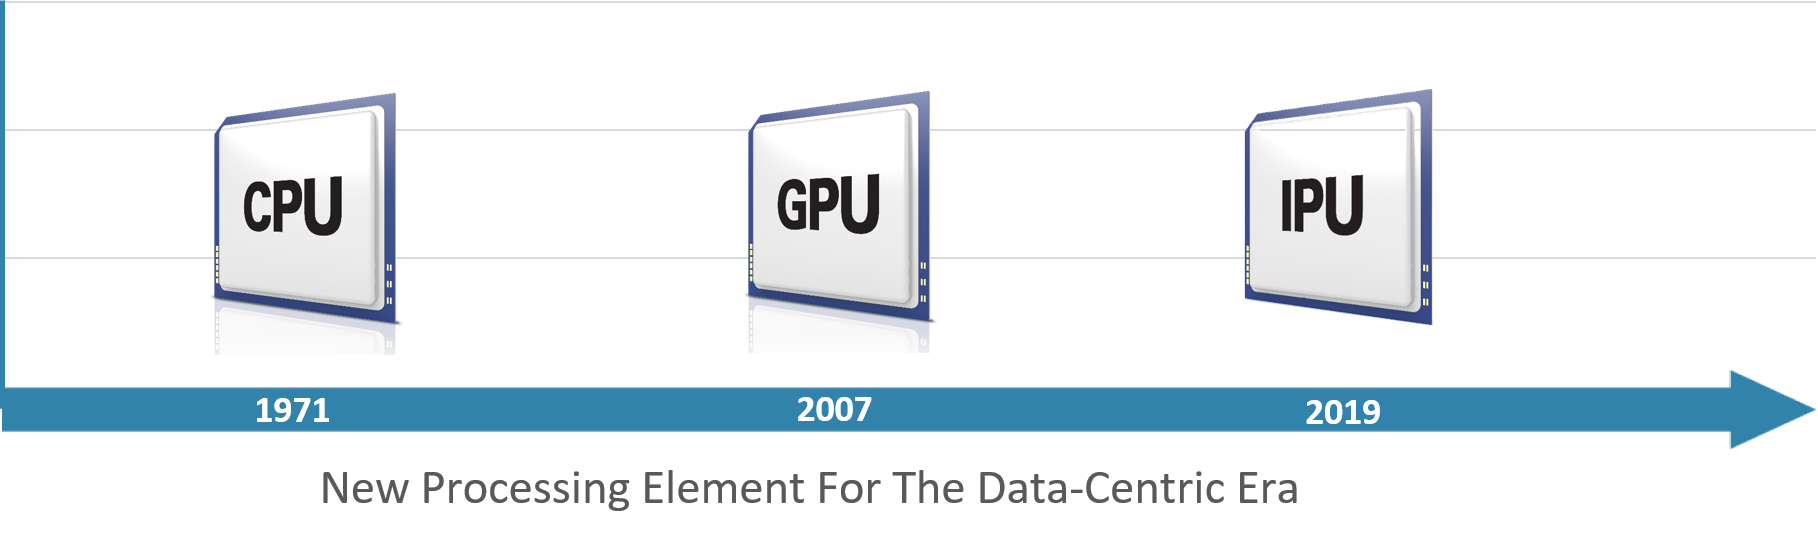 CPU
GPU
IPU
1971
2007
2019
New Processing Element For The Data-Centric Era